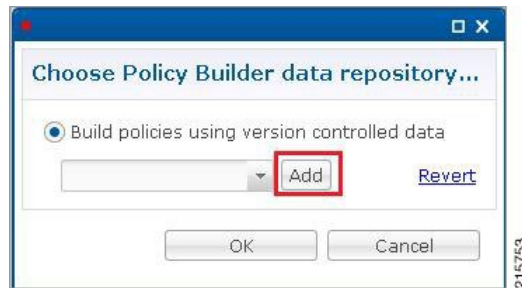 Choose Policy Builder data repository...
Build policies using version controlled data
Add
Revert
OK
Cancel
215753